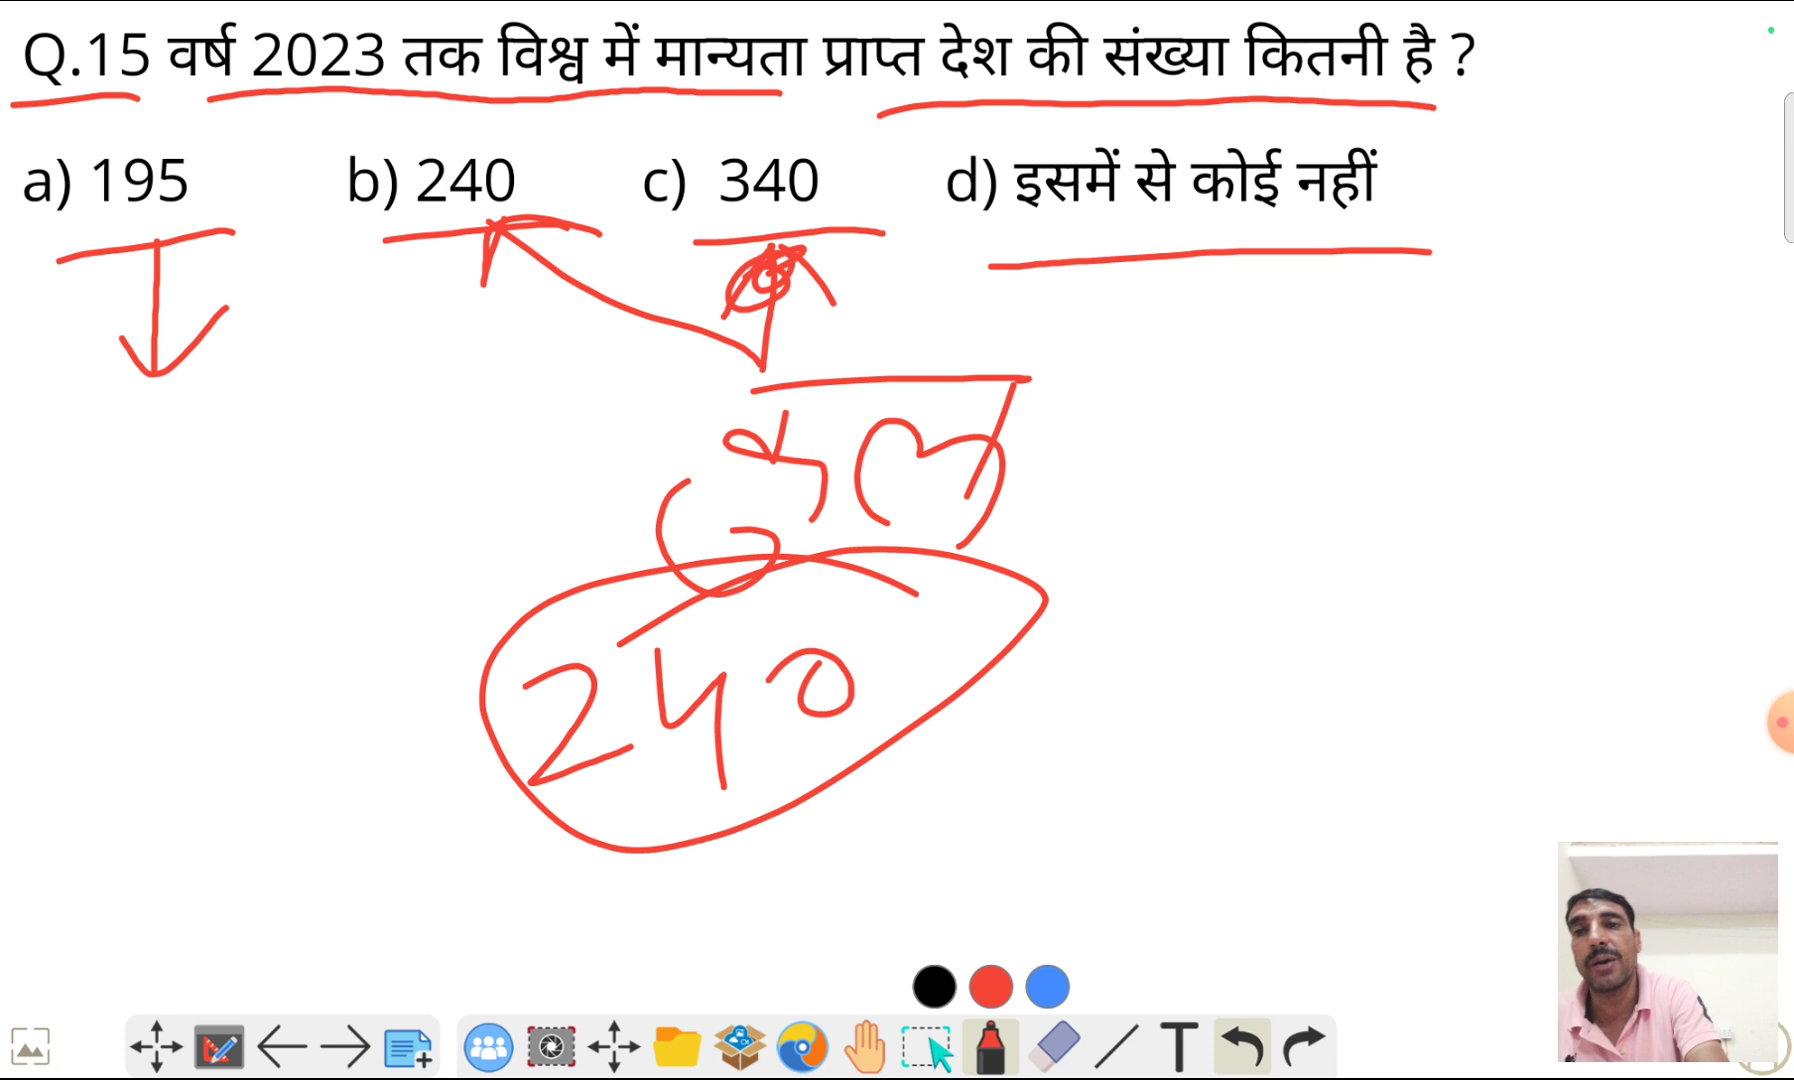 Q.15 वर्ष 2023 तक विश्व में मान्यता प्राप्त देश की संख्या कितनी है ?
a) 195 b) 240 c) 340 d) इसमें से कोई नहीं
240
T